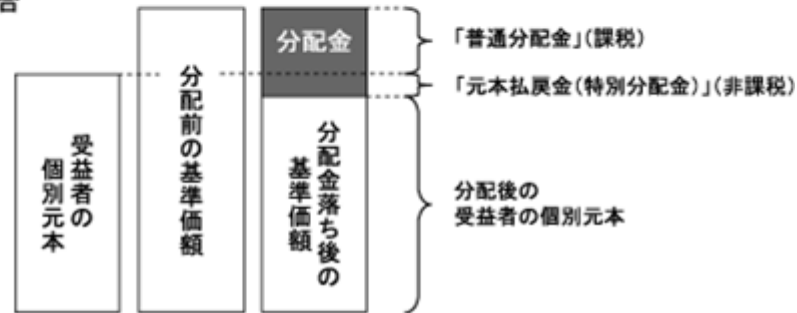 分配金
「普通分配金」(課税)
「元本払戻金(特別分配金)」(非課税)
受益者の
個別元本
分配前の基準価額
分配金落ち後の
基準価額
分配後の
受益者の個別元本